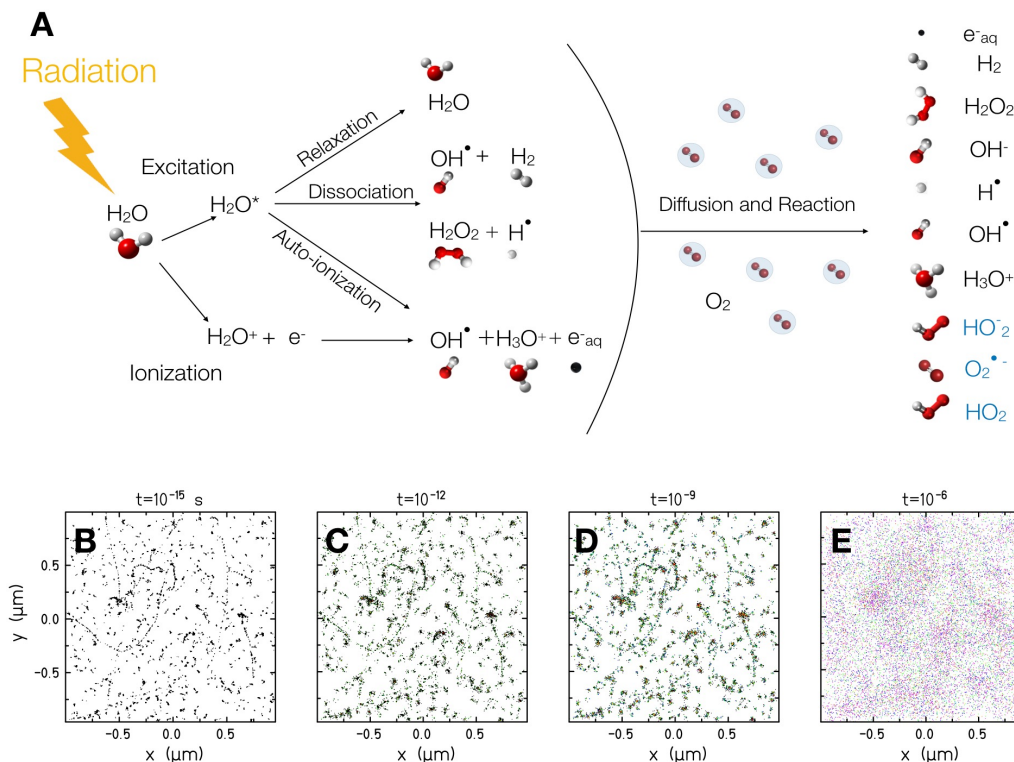 A
Radiation
Excitation
H₂O
H₂O*
Relaxation
H₂O
Dissociation
OH• + H₂
H₂O₂ + H•
Auto-ionization
H₂O⁺ + e⁻
OH• +H₃O⁺+ e⁻aq
Ionization
Diffusion and Reaction
O₂
e⁻aq
H₂
H₂O₂
OH⁻
H•
OH•
H₃O⁺
HO⁻₂
O₂•⁻
HO₂
t=10⁻¹⁵ s
t=10⁻¹²
t=10⁻⁹
t=10⁻⁶
B
C
D
E
y (μm)
0.5
0.0
−0.5
−0.5 0.0 0.5
−0.5 0.0 0.5
−0.5 0.0 0.5
−0.5 0.0 0.5
x (μm)
x (μm)
x (μm)
x (μm)